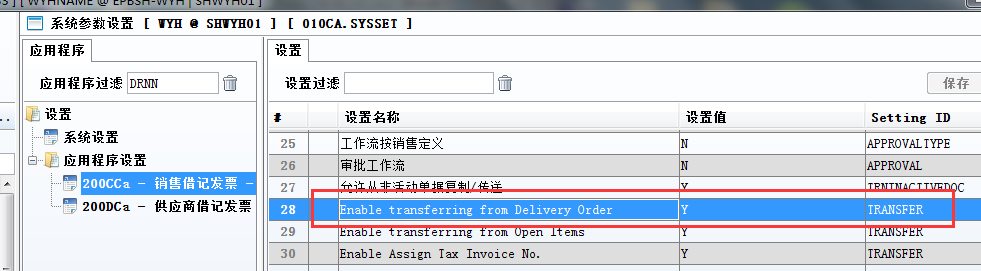 SS ] [ WYHNAME @ EPBSH-WYH | SHWYH01 ]
系统参数设置 [ WYH @ SHWYH01 ] [ 010CA.SYSSET ]
应用程序
应用程序过滤 DRNN
设置
系统设置
应用程序设置
200CCa - 销售借记发票 -
200DCa - 供应商借记发票
设置
设置过滤
保存
# 设置名称 设置值 Setting ID
25 工作流按销售定义 N APPROVALTYPE
26 审批工作流 N APPROVAL
27 允许从非活动单据复制/传送 Y TRNINACTIVEDOC
28 Enable transferring from Delivery Order Y TRANSFER
29 Enable transferring from Open Items Y TRANSFER
30 Enable Assign Tax Invoice No. Y TRANSFER